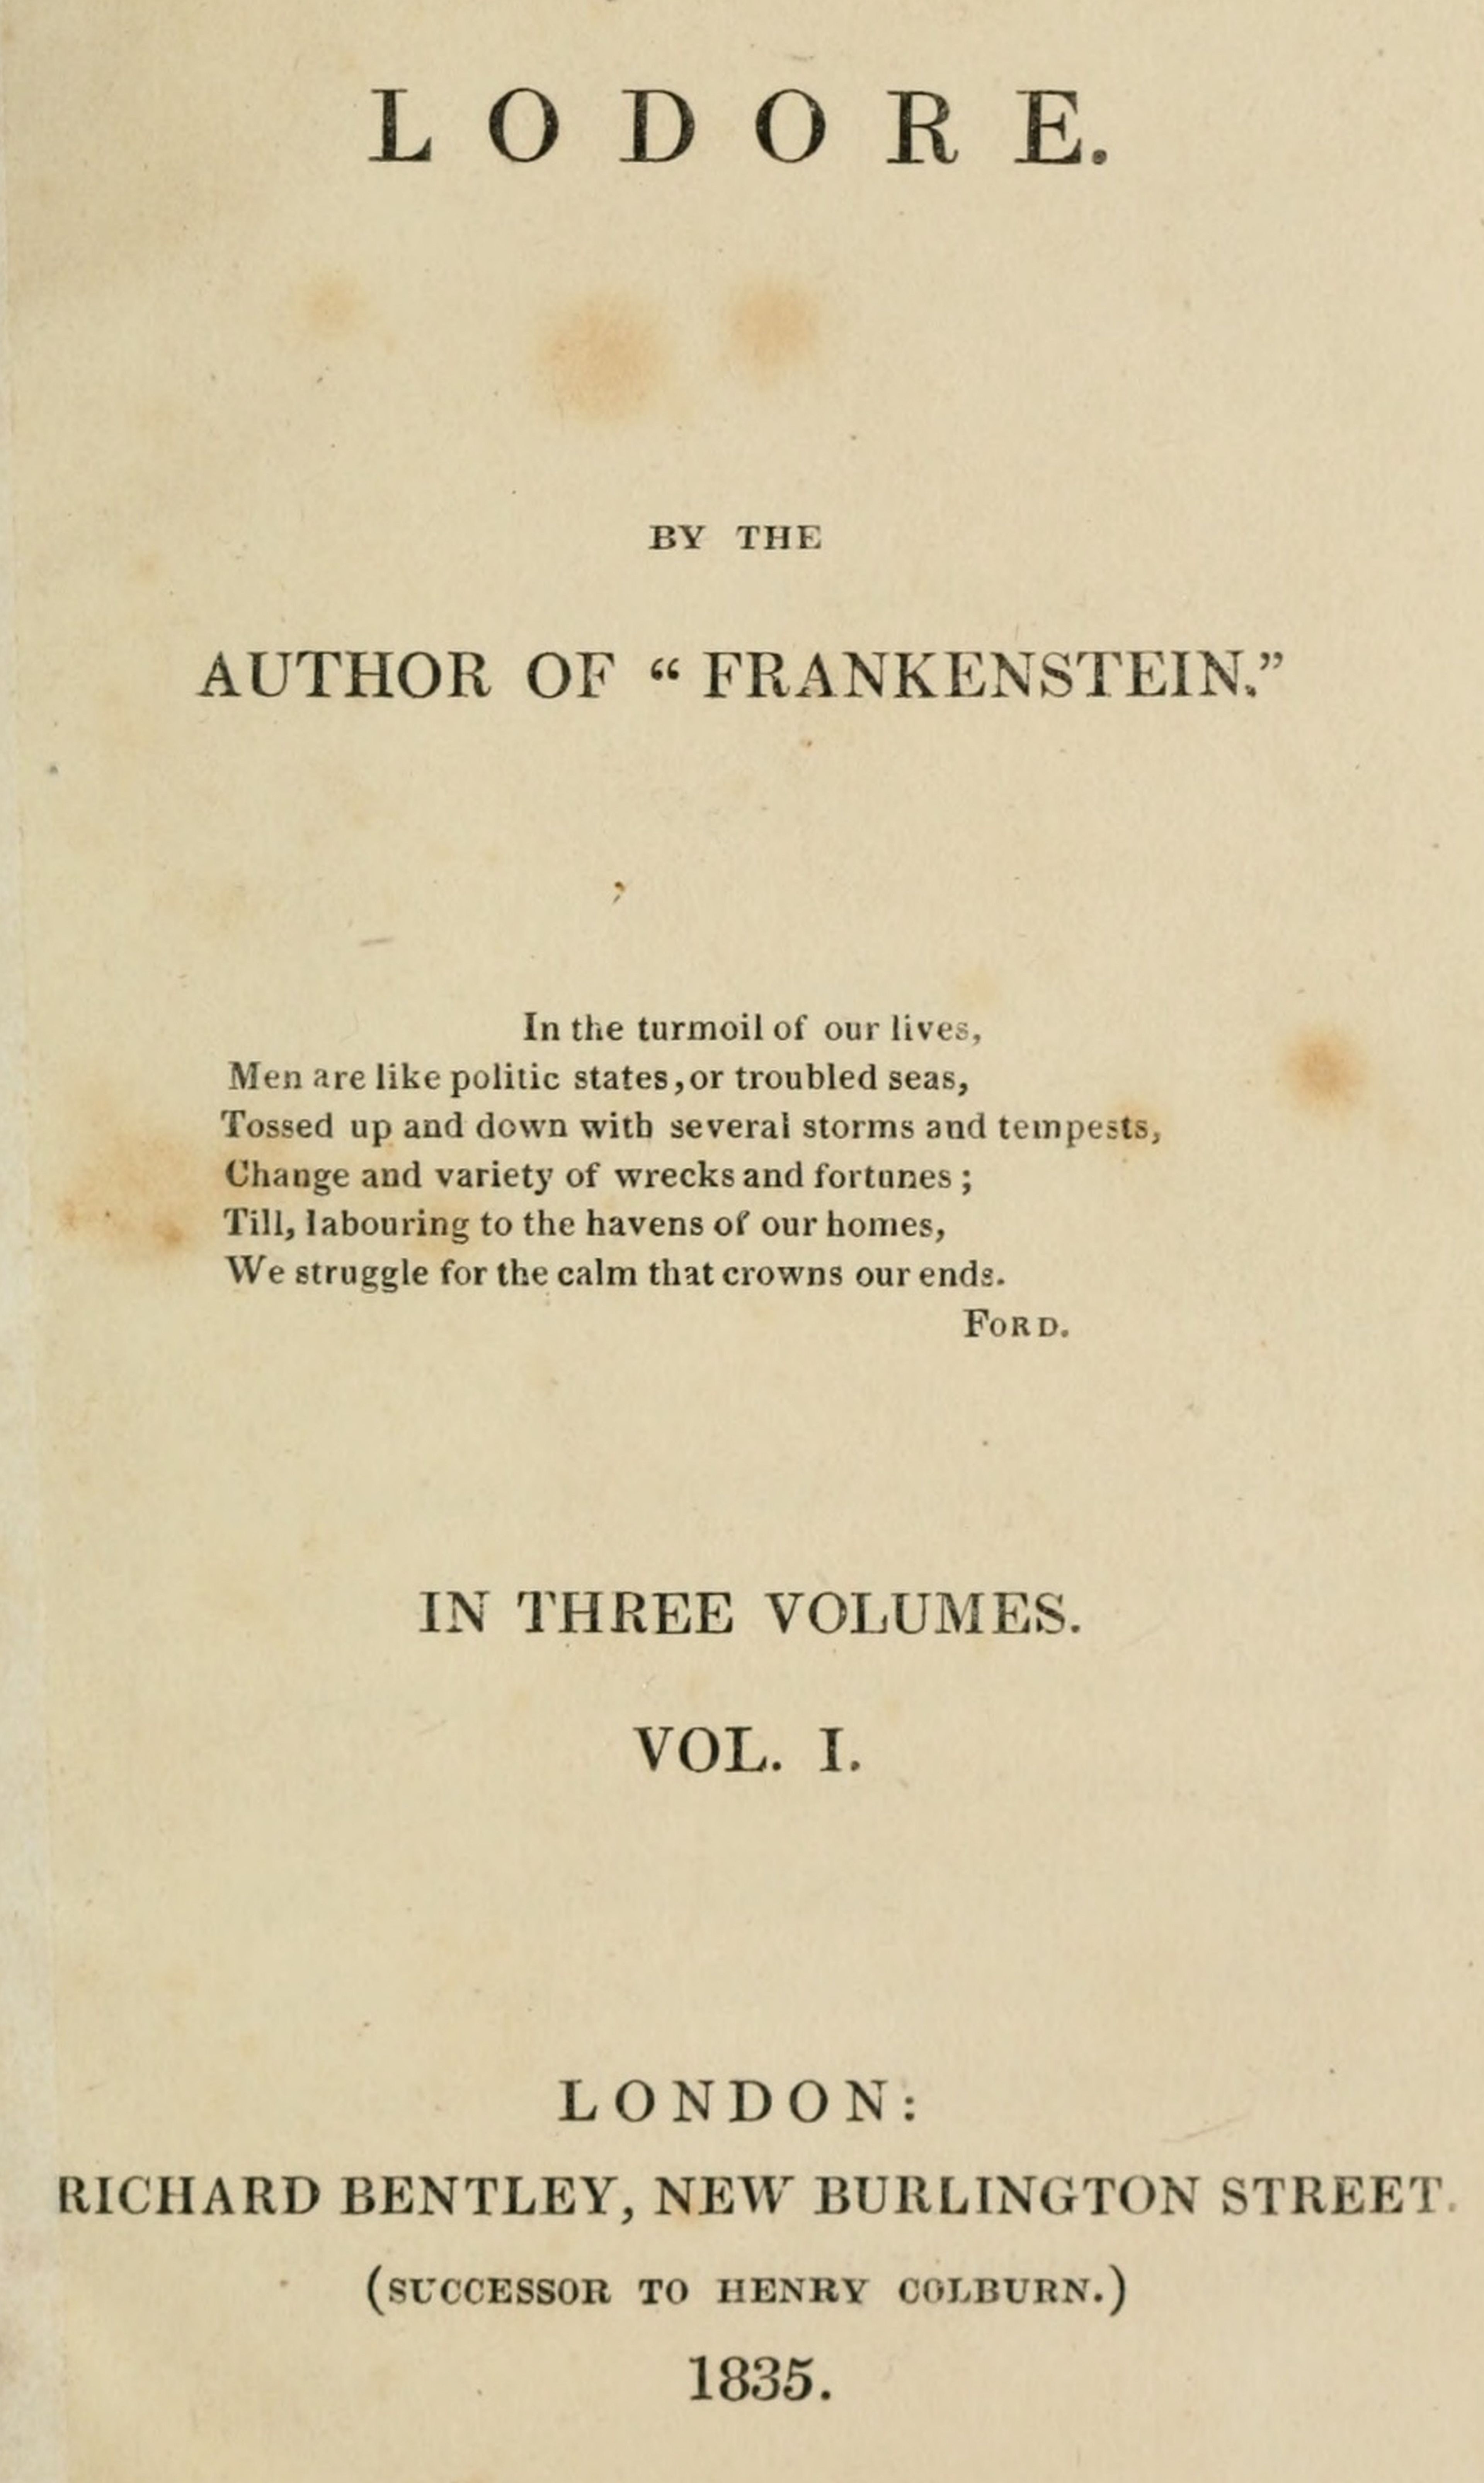 LODORE.
BY THE
AUTHOR OF “ FRANKENSTEIN.”
In the turmoil of our lives,
Men are like politic states, or troubled seas,
Tossed up and down with several storms and tempests,
Change and variety of wrecks and fortunes ;
Till, labouring to the havens of our homes,
We struggle for the calm that crowns our ends.
FORD.
IN THREE VOLUMES.
VOL. I.
LONDON:
RICHARD BENTLEY, NEW BURLINGTON STREET.
(SUCCESSOR TO HENRY COLBURN.)
1835.